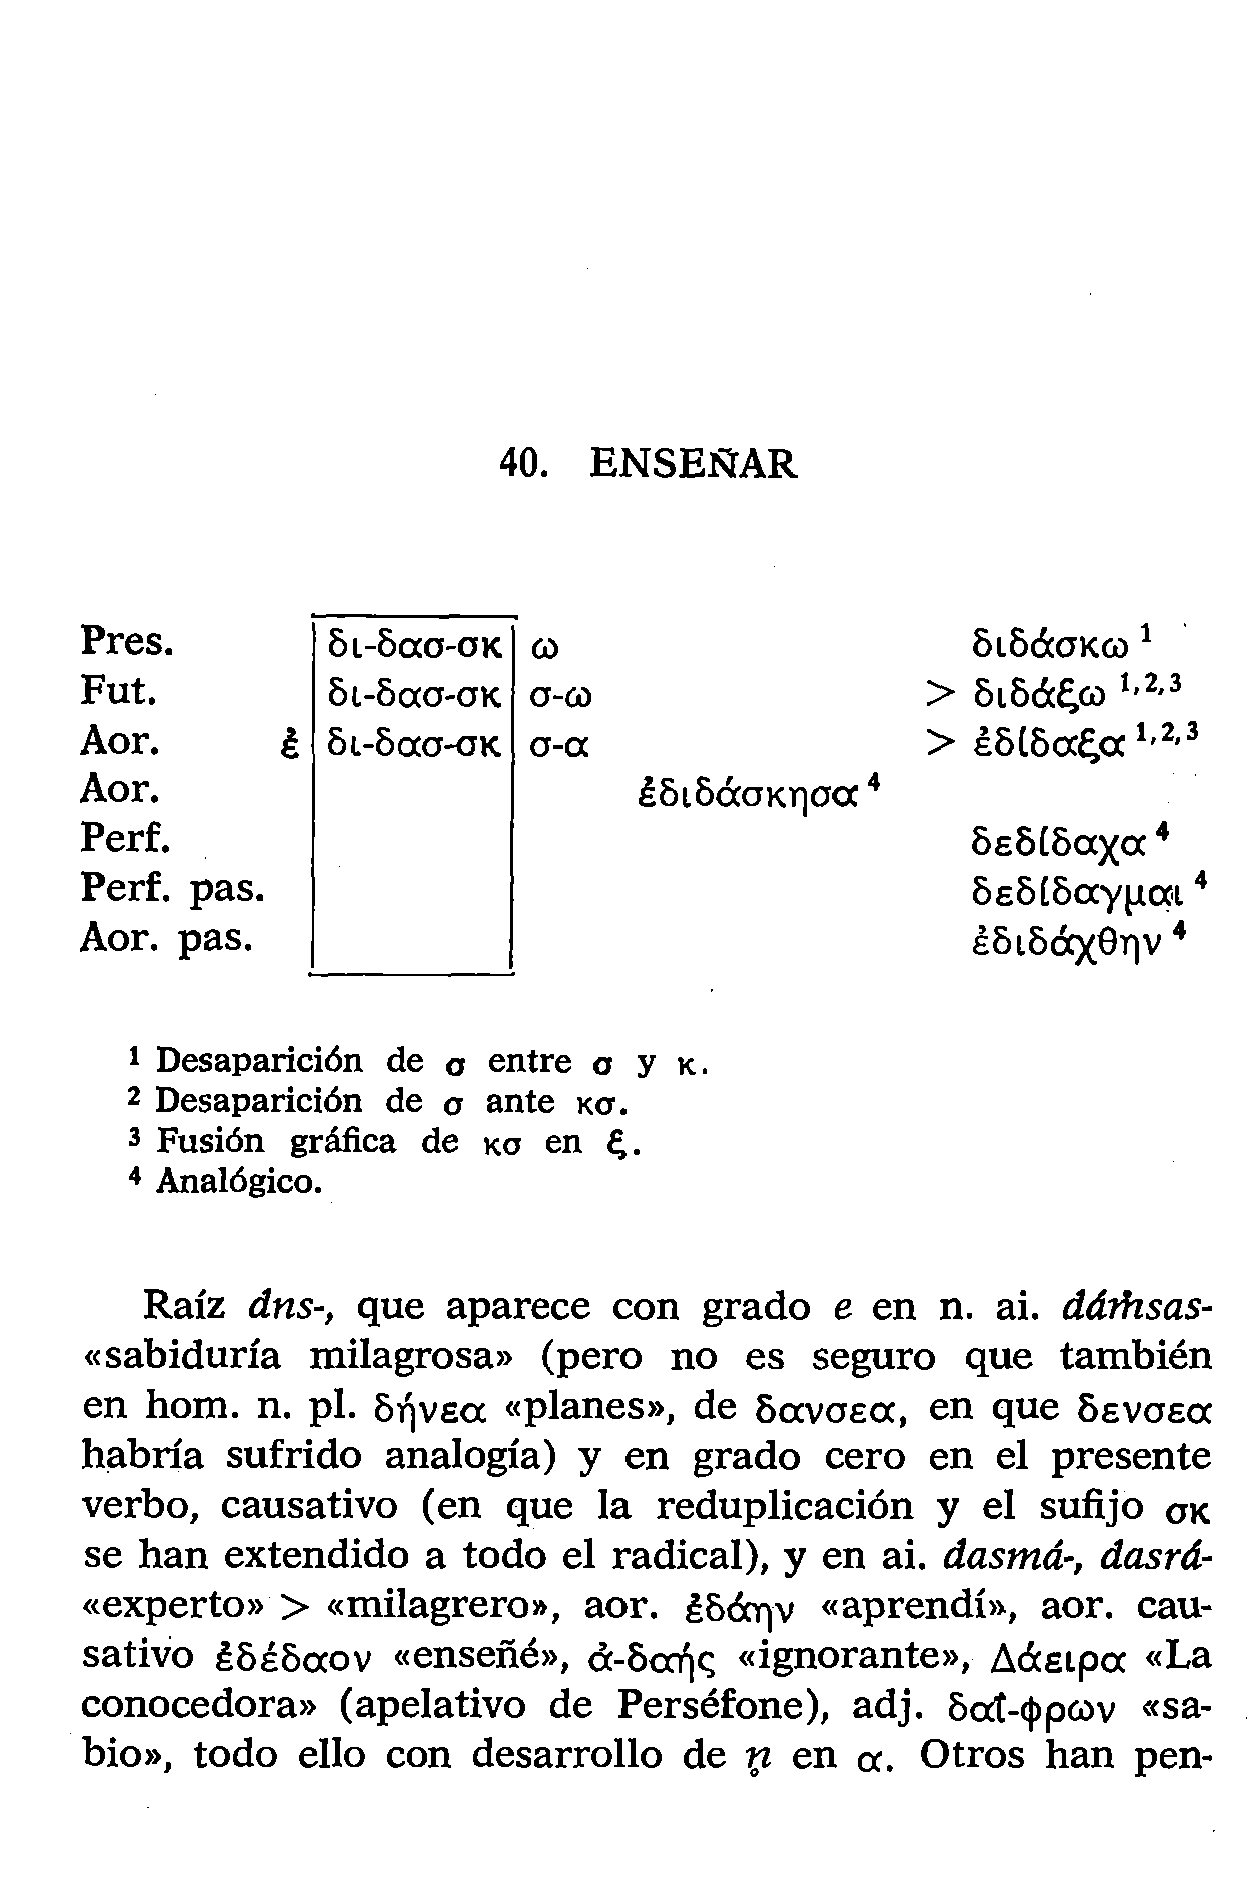 40. ENSEÑAR
Pres. δι-δασ-σκ ω διδάσκω ¹
Fut. δι-δασ-σκ σ-ω > διδάξω ¹,²,³
Aor. ἐ δι-δασ-σκ σ-α > ἐδίδαξα ¹,²,³
Aor. ἐδιδάσκησα ⁴
Perf. δεδίδαχα ⁴
Perf. pas. δεδίδαγμαι ⁴
Aor. pas. ἐδιδάχθην ⁴
¹ Desaparición de σ entre σ y κ.
² Desaparición de σ ante κσ.
³ Fusión gráfica de κσ en ξ.
⁴ Analógico.
Raíz dns-, que aparece con grado e en n. ai. dáṁsas-
«sabiduría milagrosa» (pero no es seguro que también
en hom. n. pl. δήνεα «planes», de δανσεα, en que δενσεα
habría sufrido analogía) y en grado cero en el presente
verbo, causativo (en que la reduplicación y el sufijo σκ
se han extendido a todo el radical), y en ai. dasmá-, dasrá-
«experto» > «milagrero», aor. ἐδάην «aprendí», aor. cau-
sativo ἐδέδαον «enseñé», ἀ-δαής «ignorante», Δάειρα «La
conocedora» (apelativo de Perséfone), adj. δαΐ-φρων «sa-
bio», todo ello con desarrollo de n̥ en α. Otros han pen-